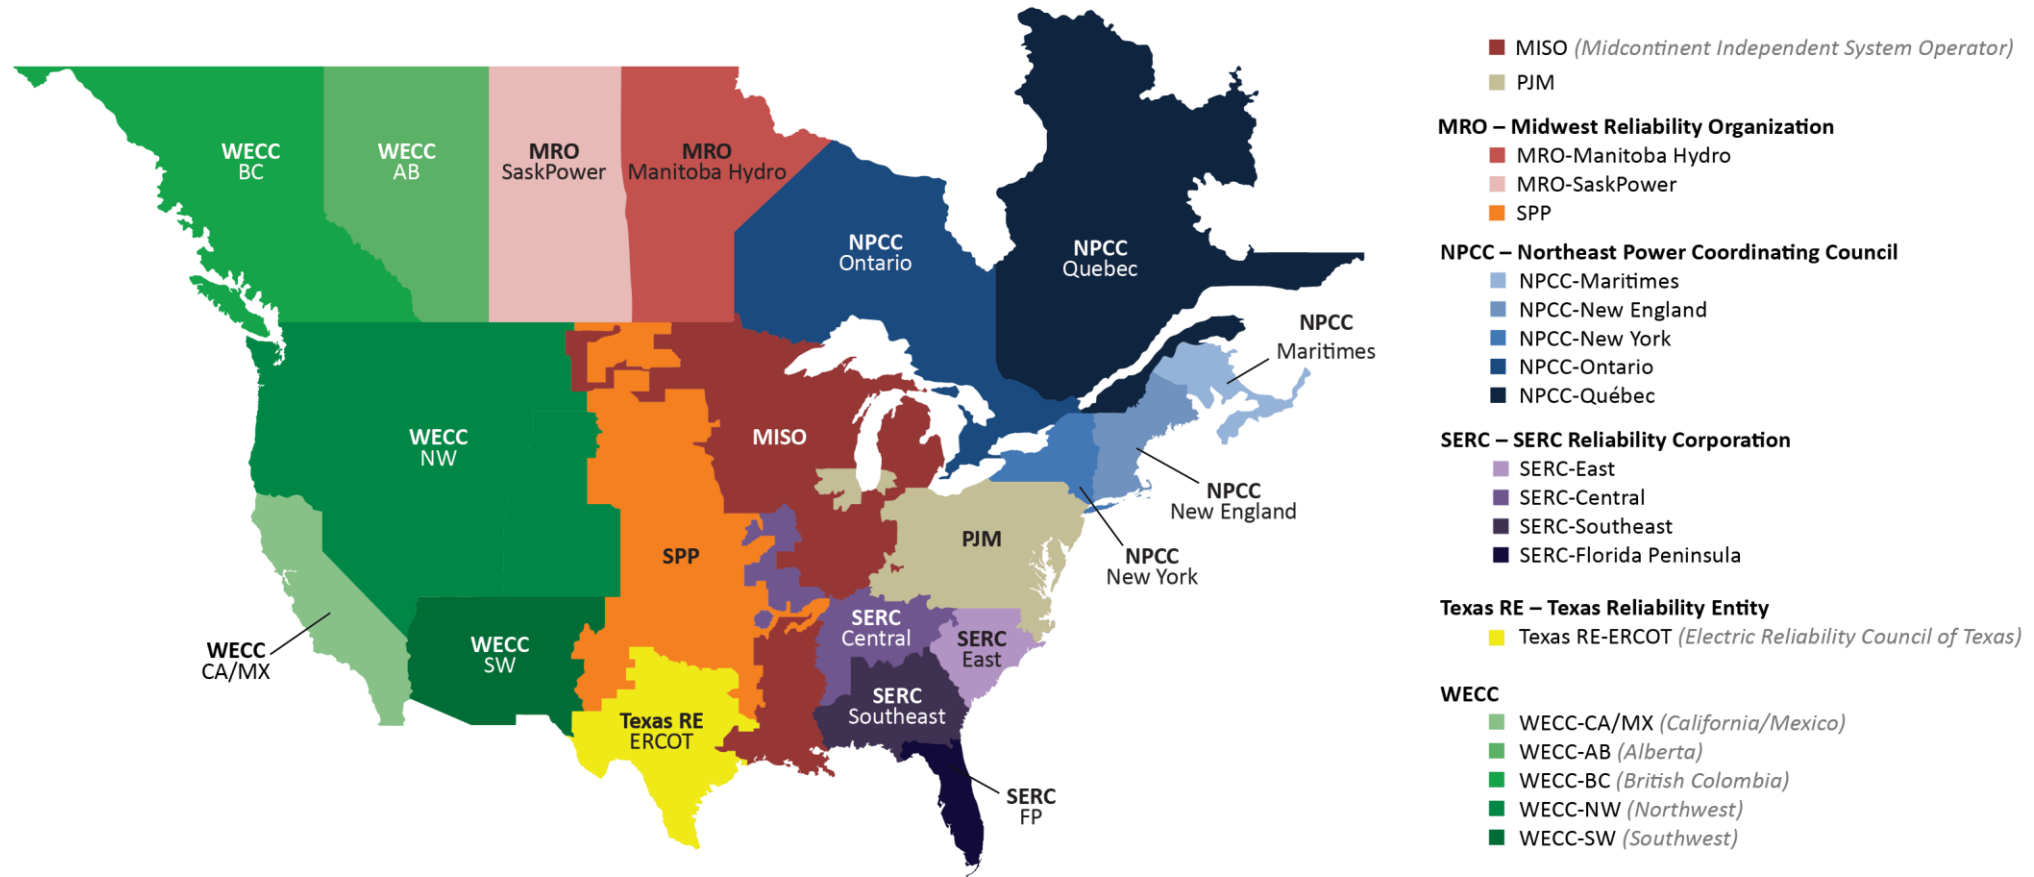 WECC
BC
WECC
AB
MRO
SaskPower
MRO
Manitoba Hydro
NPCC
Ontario
NPCC
Quebec
NPCC
Maritimes
WECC
NW
MISO
NPCC
New England
NPCC
New York
PJM
SPP
WECC
CA/MX
WECC
SW
SERC
Central
SERC
East
SERC
Southeast
Texas RE
ERCOT
SERC
FP
MISO (Midcontinent Independent System Operator)
PJM
MRO – Midwest Reliability Organization
MRO-Manitoba Hydro
MRO-SaskPower
SPP
NPCC – Northeast Power Coordinating Council
NPCC-Maritimes
NPCC-New England
NPCC-New York
NPCC-Ontario
NPCC-Québec
SERC – SERC Reliability Corporation
SERC-East
SERC-Central
SERC-Southeast
SERC-Florida Peninsula
Texas RE – Texas Reliability Entity
Texas RE-ERCOT (Electric Reliability Council of Texas)
WECC
WECC-CA/MX (California/Mexico)
WECC-AB (Alberta)
WECC-BC (British Colombia)
WECC-NW (Northwest)
WECC-SW (Southwest)